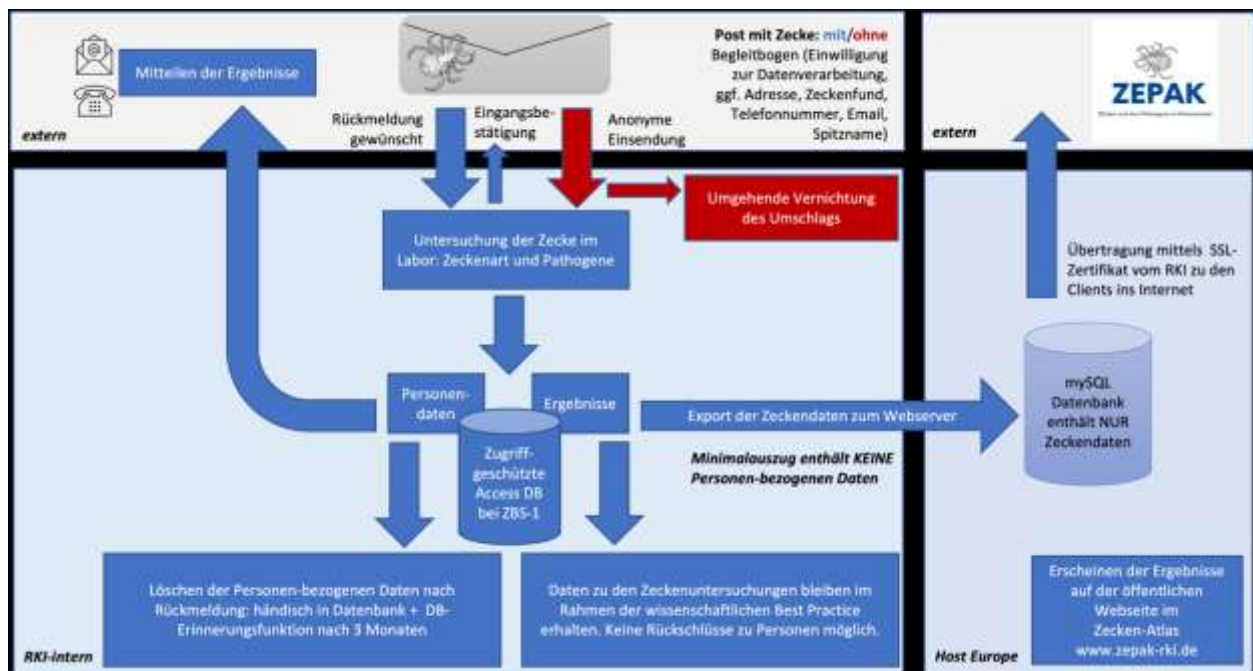 Mitteilen der Ergebnisse
extern
Post mit Zecke: mit/ohne
Begleitbogen (Einwilligung
zur Datenverarbeitung,
ggf. Adresse, Zeckenfund,
Telefonnummer, Email,
Spitzname)
Rückmeldung
gewünscht
Eingangsbe-
stätigung
Anonyme
Einsendung
ZEPAK
extern
Umgehende Vernichtung
des Umschlags
Untersuchung der Zecke im
Labor: Zeckenart und Pathogene
Übertragung mittels SSL-
Zertifikat vom RKI zu den
Clients ins Internet
Personen-
daten
Ergebnisse
Zugriff-
geschützte
Access DB
bei ZBS-1
Export der Zeckendaten zum Webserver
Minimalauszug enthält KEINE
Personen-bezogenen Daten
mySQL
Datenbank
enthält NUR
Zeckendaten
Löschen der Personen-bezogenen Daten nach
Rückmeldung: händisch in Datenbank + DB-
Erinnerungsfunktion nach 3 Monaten
Daten zu den Zeckenuntersuchungen bleiben im
Rahmen der wissenschaftlichen Best Practice
erhalten. Keine Rückschlüsse zu Personen möglich.
Erscheinen der Ergebnisse
auf der öffentlichen
Webseite im
Zecken-Atlas
www.zepak-rki.de
RKI-intern
Host Europe